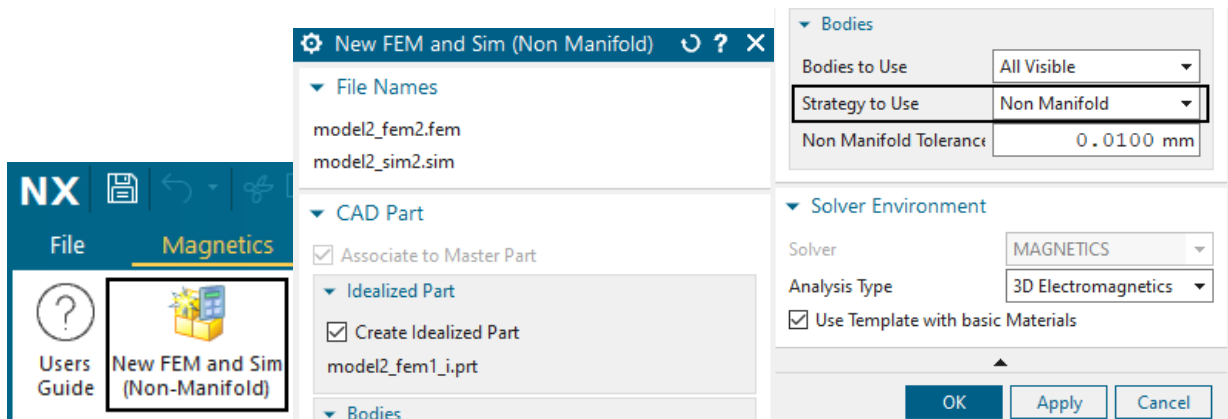 NX
File
Magnetics
Users
Guide
New FEM and Sim
(Non-Manifold)
New FEM and Sim (Non Manifold)
?
File Names
model2_fem2.fem
model2_sim2.sim
CAD Part
Associate to Master Part
Idealized Part
Create Idealized Part
model2_fem1_i.prt
Bodies
Bodies
Bodies to Use All Visible
Strategy to Use Non Manifold
Non Manifold Tolerance 0.0100 mm
Solver Environment
Solver MAGNETICS
Analysis Type 3D Electromagnetics
Use Template with basic Materials
OK Apply Cancel